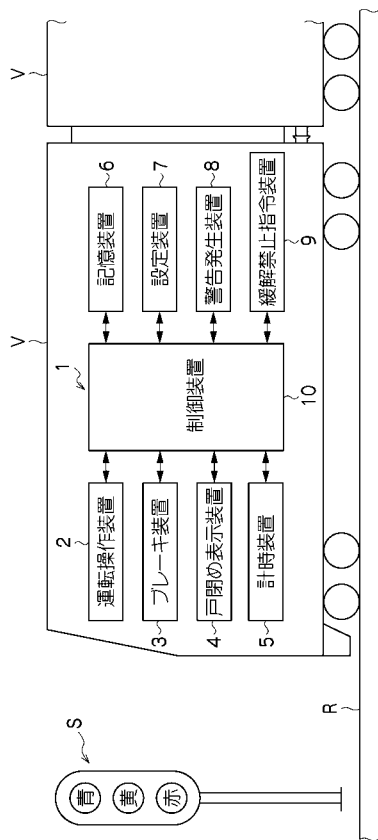 S
青
黄
赤
V
V
1
2
運転操作装置
3
ブレーキ装置
4
戸閉め表示装置
5
計時装置
制御装置
10
6
記憶装置
7
設定装置
8
警告発生装置
9
緩解禁止指令装置
R